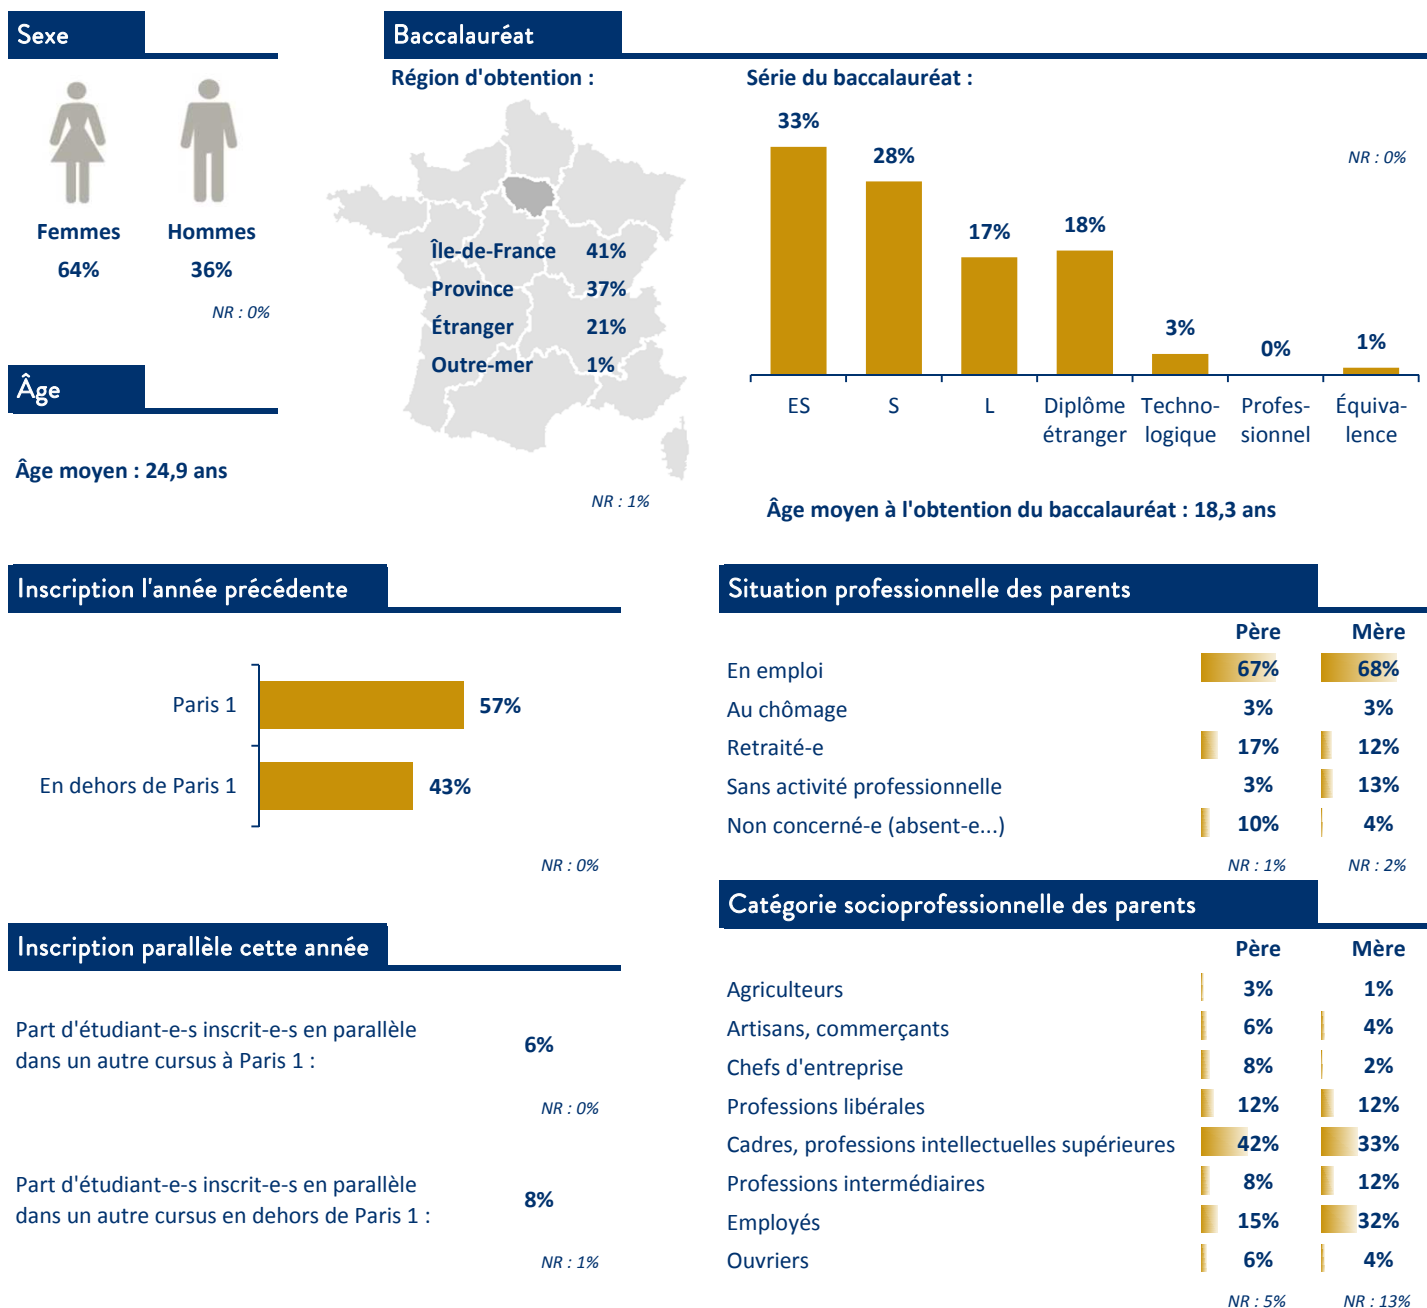 Sexe
Femmes Hommes
64% 36%
NR : 0%
Âge
Âge moyen : 24,9 ans
Baccalauréat
Région d'obtention :
Île-de-France 41%
Province 37%
Étranger 21%
Outre-mer 1%
NR : 1%
Série du baccalauréat :
33%
28%
17%
18%
3%
0%
1%
NR : 0%
ES S L Diplôme Techno- Profes- Équiva-
étranger logique sionnel lence
Âge moyen à l'obtention du baccalauréat : 18,3 ans
Inscription l'année précédente
Paris 1 57%
En dehors de Paris 1 43%
NR : 0%
Inscription parallèle cette année
Part d'étudiant-e-s inscrit-e-s en parallèle
dans un autre cursus à Paris 1 :
6%
NR : 0%
Part d'étudiant-e-s inscrit-e-s en parallèle
dans un autre cursus en dehors de Paris 1 :
8%
NR : 1%
Situation professionnelle des parents
Père Mère
En emploi 67% 68%
Au chômage 3% 3%
Retraité-e 17% 12%
Sans activité professionnelle 3% 13%
Non concerné-e (absent-e...) 10% 4%
NR : 1% NR : 2%
Catégorie socioprofessionnelle des parents
Père Mère
Agriculteurs 3% 1%
Artisans, commerçants 6% 4%
Chefs d'entreprise 8% 2%
Professions libérales 12% 12%
Cadres, professions intellectuelles supérieures 42% 33%
Professions intermédiaires 8% 12%
Employés 15% 32%
Ouvriers 6% 4%
NR : 5% NR : 13%